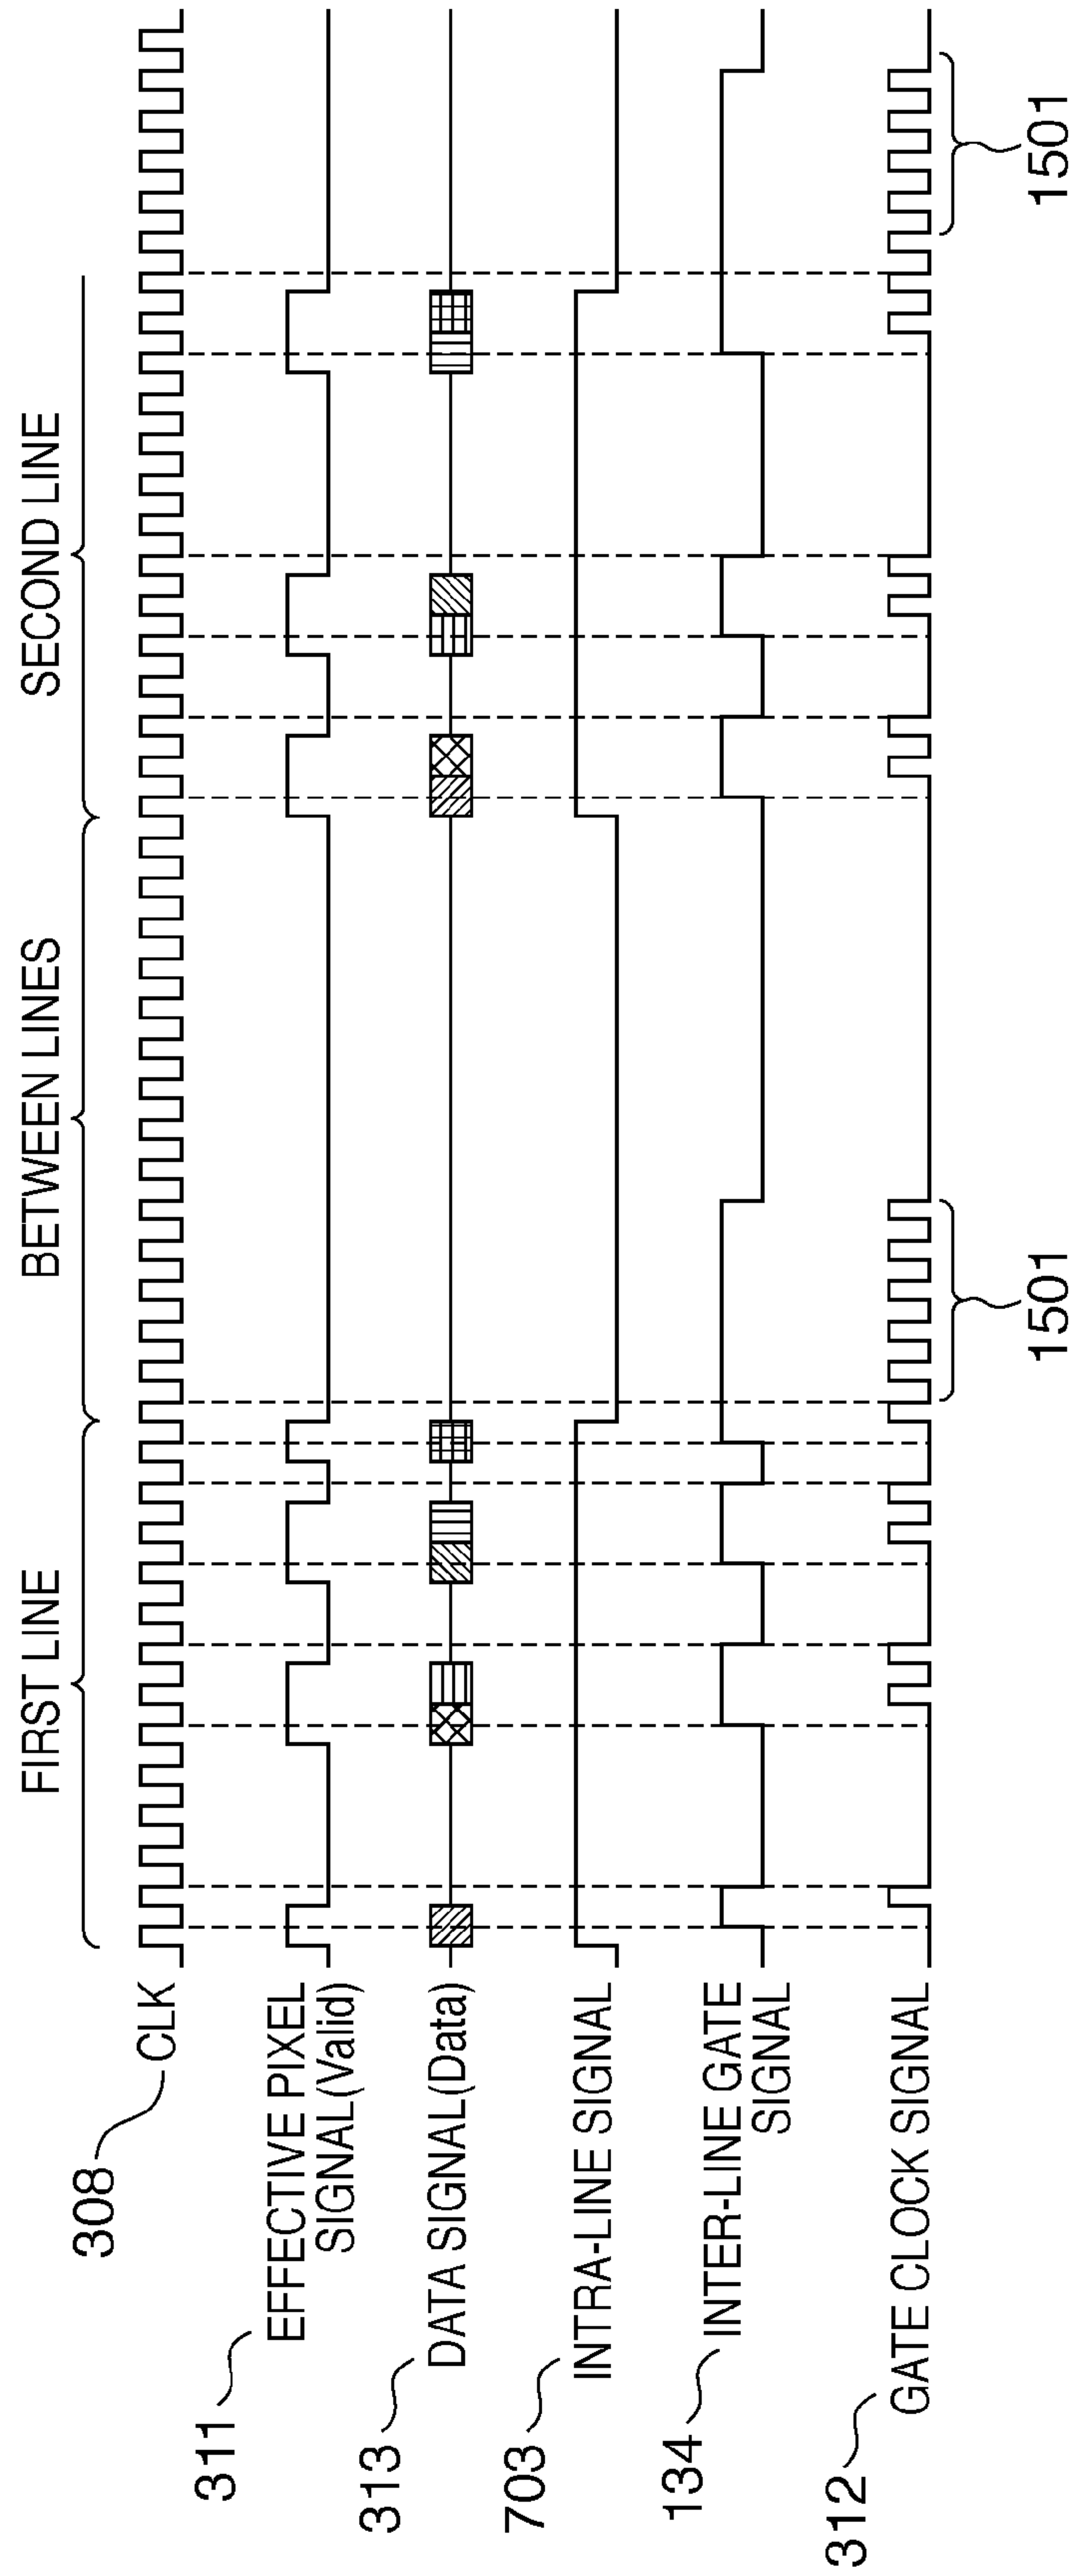 FIRST LINE
BETWEEN LINES
SECOND LINE
308
CLK
311
EFFECTIVE PIXEL
SIGNAL(Valid)
313
DATA SIGNAL(Data)
703
INTRA-LINE SIGNAL
134
INTER-LINE GATE
SIGNAL
312
GATE CLOCK SIGNAL
1501
1501